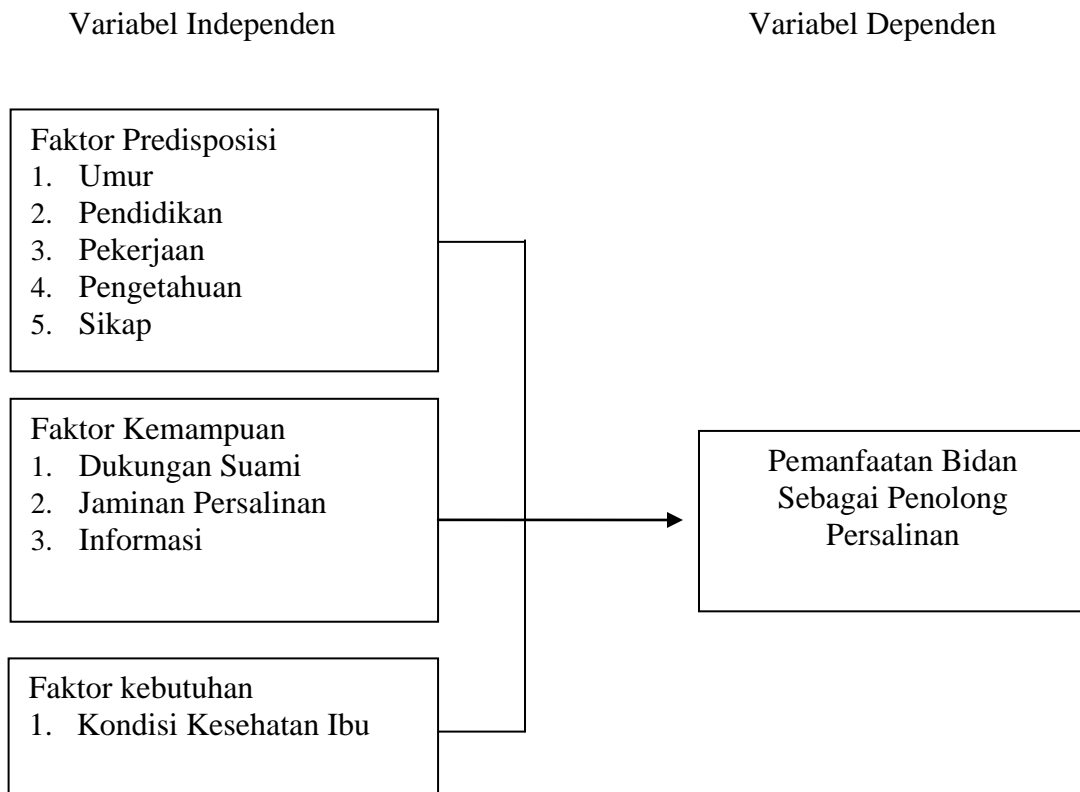 Variabel Independen
Variabel Dependen
Faktor Predisposisi
1. Umur
2. Pendidikan
3. Pekerjaan
4. Pengetahuan
5. Sikap
Faktor Kemampuan
1. Dukungan Suami
2. Jaminan Persalinan
3. Informasi
Pemanfaatan Bidan
Sebagai Penolong
Persalinan
Faktor kebutuhan
1. Kondisi Kesehatan Ibu